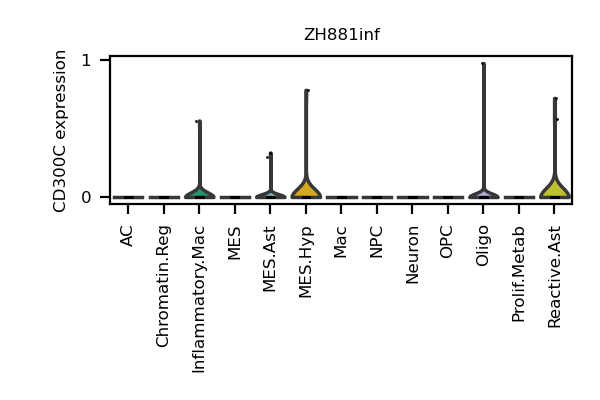 ZH881inf
CD300C expression
1
0
AC
Chromatin.Reg
Inflammatory.Mac
MES
MES.Ast
MES.Hyp
Mac
NPC
Neuron
OPC
Oligo
Prolif.Metab
Reactive.Ast